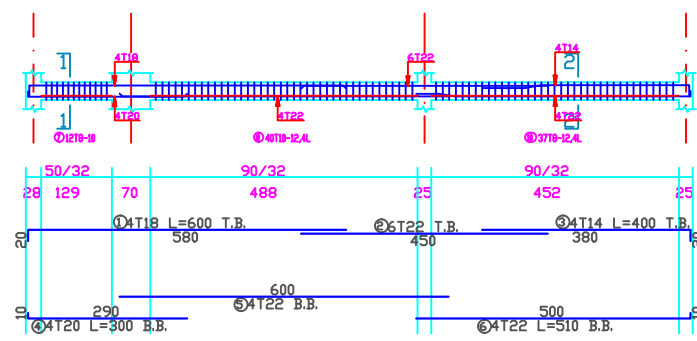 4T18 6T22 4T14
1 2
1 4T20 4T22 4T22 2
⑦12T8-10 ⑧40T10-12,4L ⑨37T8-12,4L
50/32 90/32 90/32
28 129 70 488 25 452 25
①4T18 L=600 T.B. ②6T22 T.B. ③4T14 L=400 T.B.
20 580 450 380
600
⑤4T22 B.B.
10 290 500 10
④4T20 L=300 B.B. ⑥4T22 L=510 B.B.